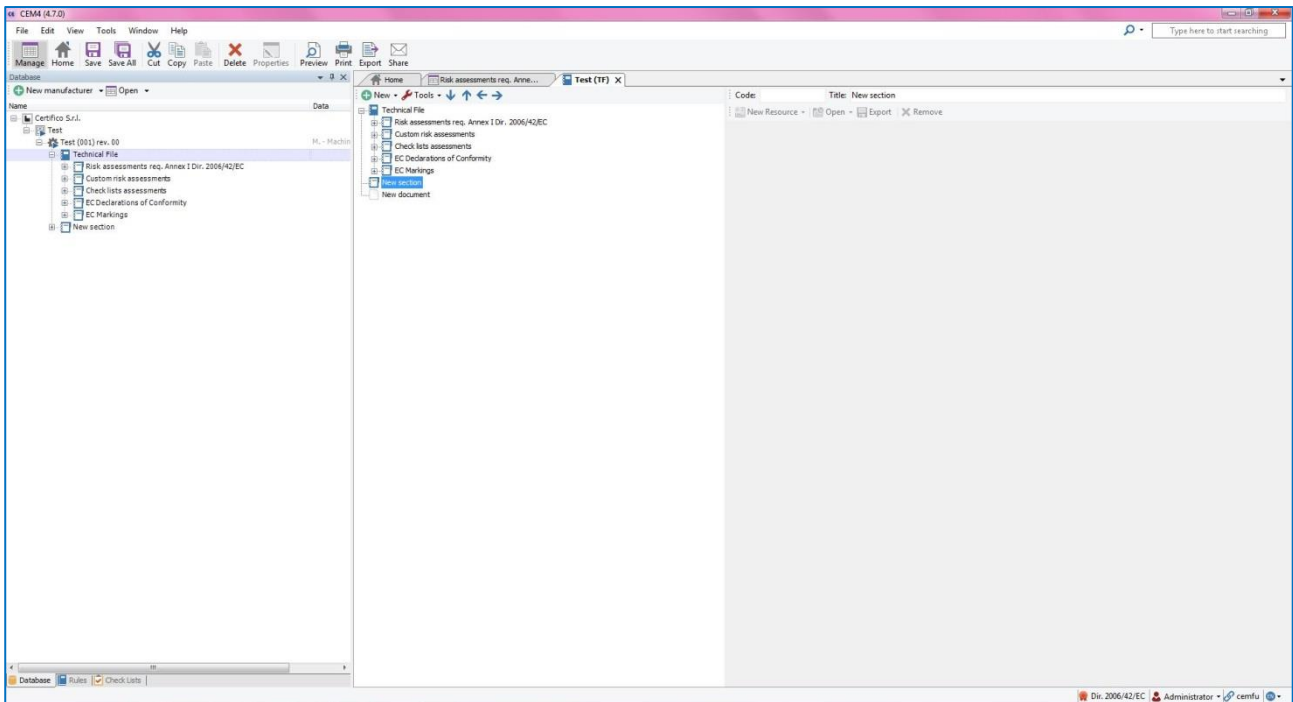 CE CEM4 (4.7.0)
File Edit View Tools Window Help
Type here to start searching
Manage Home Save Save All Cut Copy Paste Delete Properties Preview Print Export Share
Database
New manufacturer Open
Name Data
Certifico S.r.l.
Test
Test (001) rev. 00 M. - Machin
Technical File
Risk assessments req. Annex I Dir. 2006/42/EC
Custom risk assessments
Check lists assessments
EC Declarations of Conformity
EC Markings
New section
Home Risk assessments req. Anne... Test (TF) X
New Tools
Technical File
Risk assessments req. Annex I Dir. 2006/42/EC
Custom risk assessments
Check lists assessments
EC Declarations of Conformity
EC Markings
New section
New document
Code: Title: New section
New Resource Open Export Remove
Database Rules Check Lists
Dir. 2006/42/EC Administrator cemfu EN